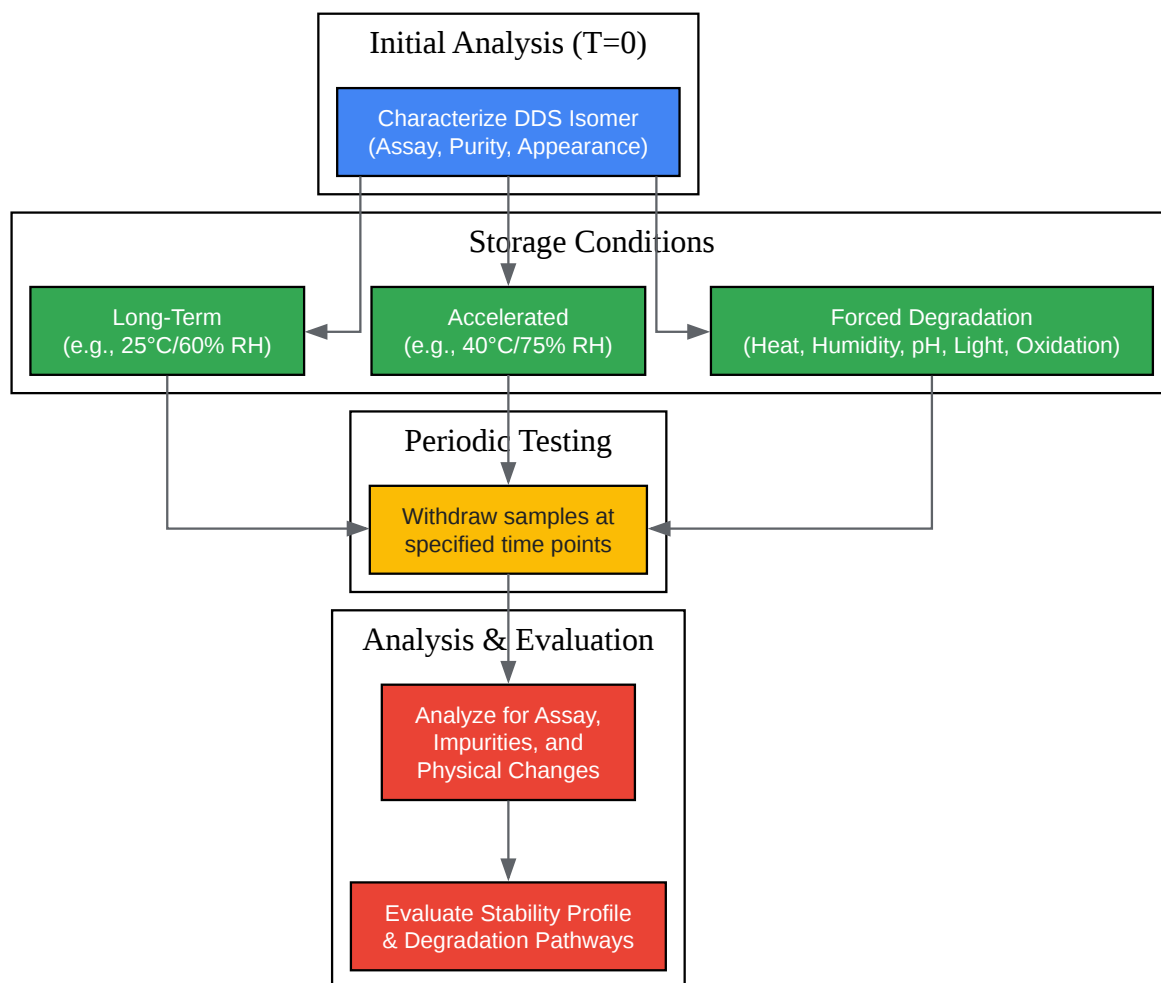 Initial Analysis (T=0)
Characterize DDS Isomer
(Assay, Purity, Appearance)
Storage Conditions
Long-Term
(e.g., 25°C/60% RH)
Accelerated
(e.g., 40°C/75% RH)
Forced Degradation
(Heat, Humidity, pH, Light, Oxidation)
Periodic Testing
Withdraw samples at
specified time points
Analysis & Evaluation
Analyze for Assay,
Impurities, and
Physical Changes
Evaluate Stability Profile
& Degradation Pathways